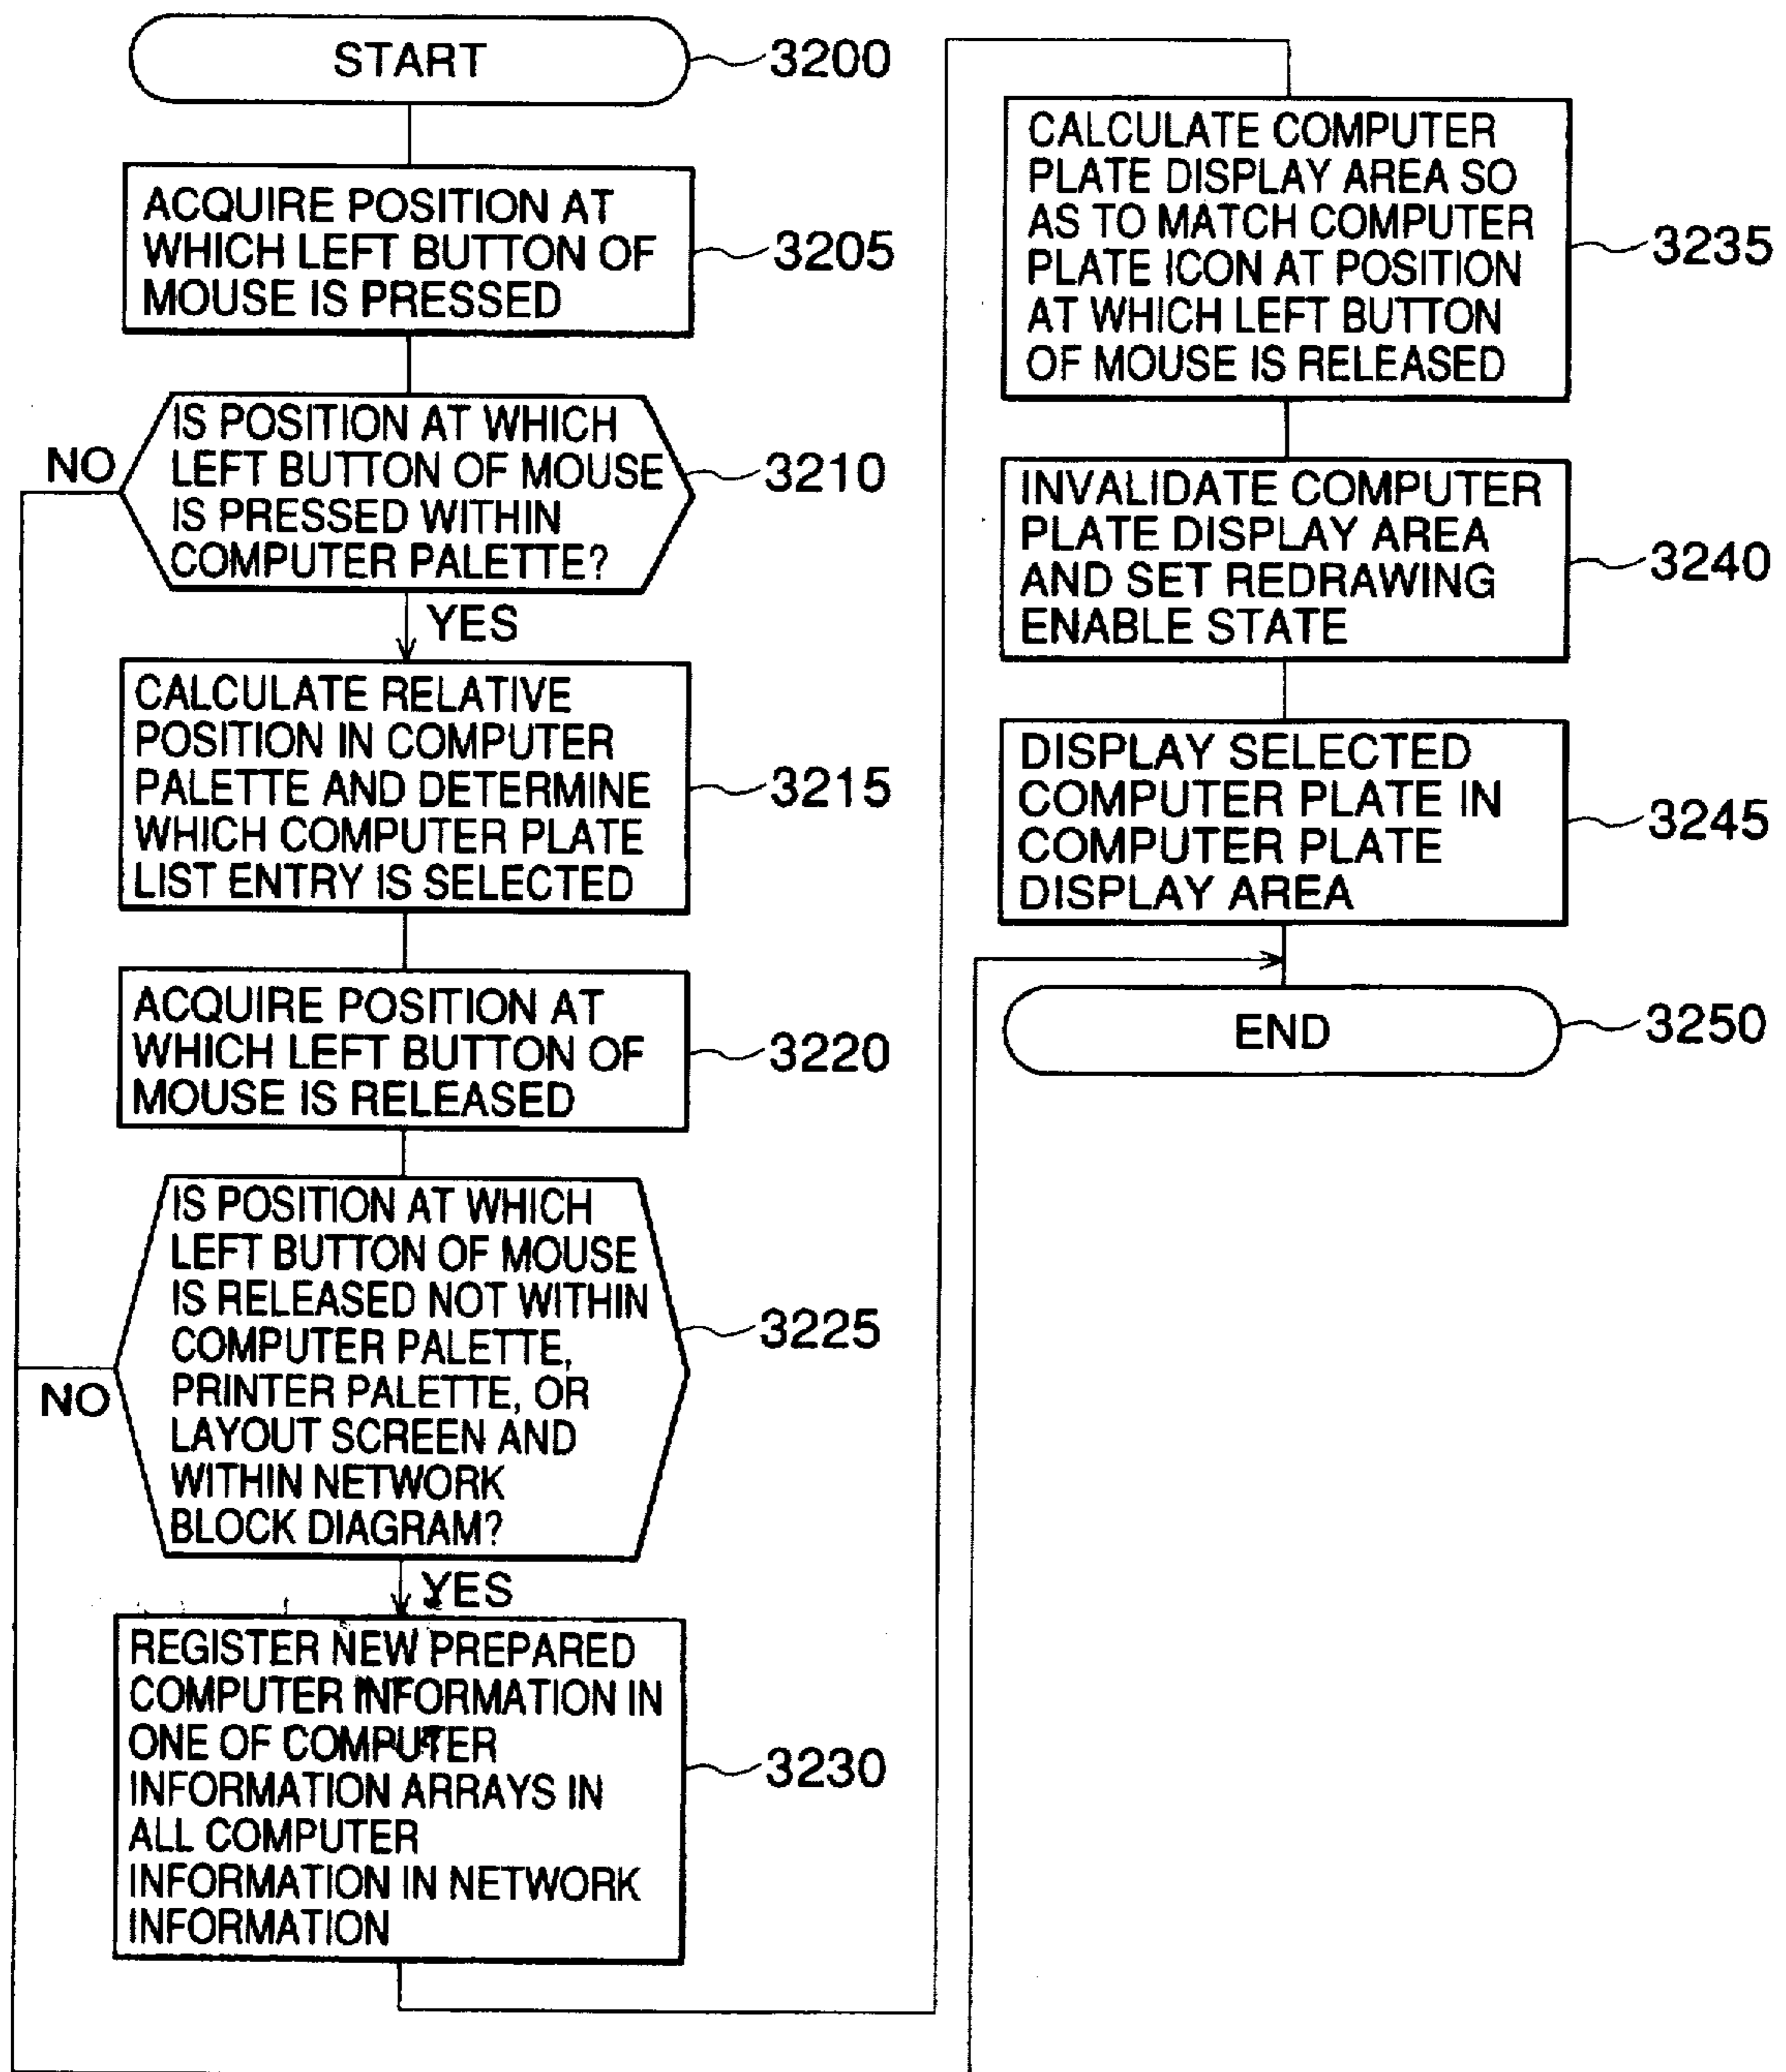 START
3200
ACQUIRE POSITION AT
WHICH LEFT BUTTON OF
MOUSE IS PRESSED
3205
IS POSITION AT WHICH
LEFT BUTTON OF MOUSE
IS PRESSED WITHIN
COMPUTER PALETTE?
3210
NO
YES
CALCULATE RELATIVE
POSITION IN COMPUTER
PALETTE AND DETERMINE
WHICH COMPUTER PLATE
LIST ENTRY IS SELECTED
3215
ACQUIRE POSITION AT
WHICH LEFT BUTTON OF
MOUSE IS RELEASED
3220
IS POSITION AT WHICH
LEFT BUTTON OF MOUSE
IS RELEASED NOT WITHIN
COMPUTER PALETTE,
PRINTER PALETTE, OR
LAYOUT SCREEN AND
WITHIN NETWORK
BLOCK DIAGRAM?
3225
NO
YES
REGISTER NEW PREPARED
COMPUTER INFORMATION IN
ONE OF COMPUTER
INFORMATION ARRAYS IN
ALL COMPUTER
INFORMATION IN NETWORK
INFORMATION
3230
CALCULATE COMPUTER
PLATE DISPLAY AREA SO
AS TO MATCH COMPUTER
PLATE ICON AT POSITION
AT WHICH LEFT BUTTON
OF MOUSE IS RELEASED
3235
INVALIDATE COMPUTER
PLATE DISPLAY AREA
AND SET REDRAWING
ENABLE STATE
3240
DISPLAY SELECTED
COMPUTER PLATE IN
COMPUTER PLATE
DISPLAY AREA
3245
END
3250